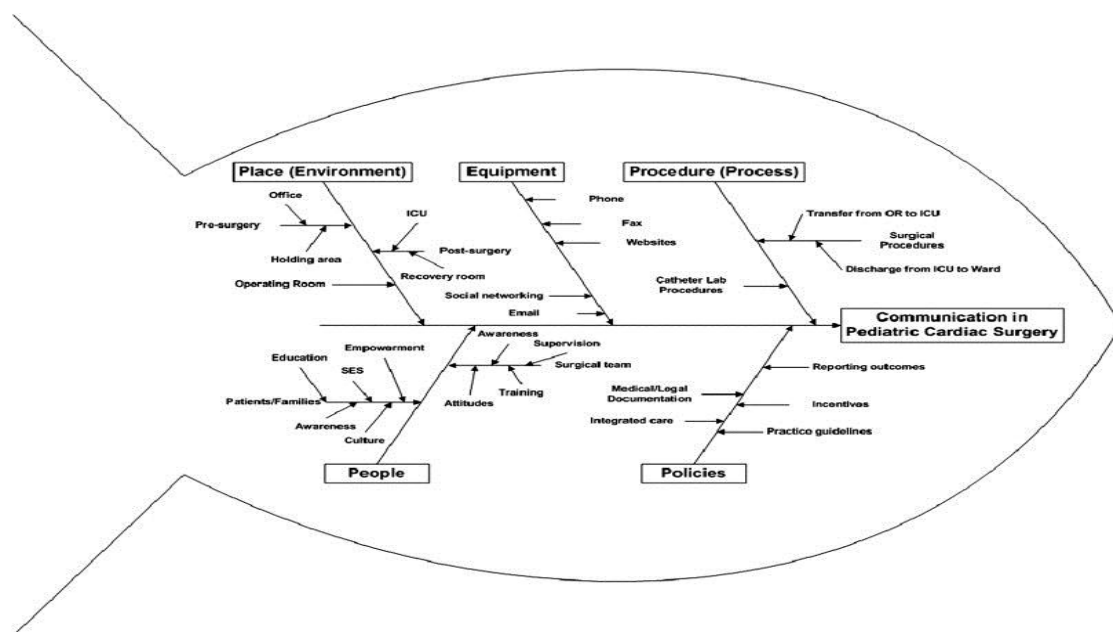 Place (Environment)
Equipment
Procedure (Process)
Office
Pre-surgery
Holding area
ICU
Post-surgery
Recovery room
Operating Room
Phone
Fax
Websites
Social networking
Email
Transfer from OR to ICU
Surgical
Procedures
Discharge from ICU to Ward
Catheter Lab
Procedures
Communication in
Pediatric Cardiac Surgery
Education
Empowerment
SES
Patients/Families
Awareness
Culture
Awareness
Supervision
Surgical team
Training
Attitudes
Reporting outcomes
Medical/Legal
Documentation
Incentives
Integrated care
Practico guidelines
People
Policies